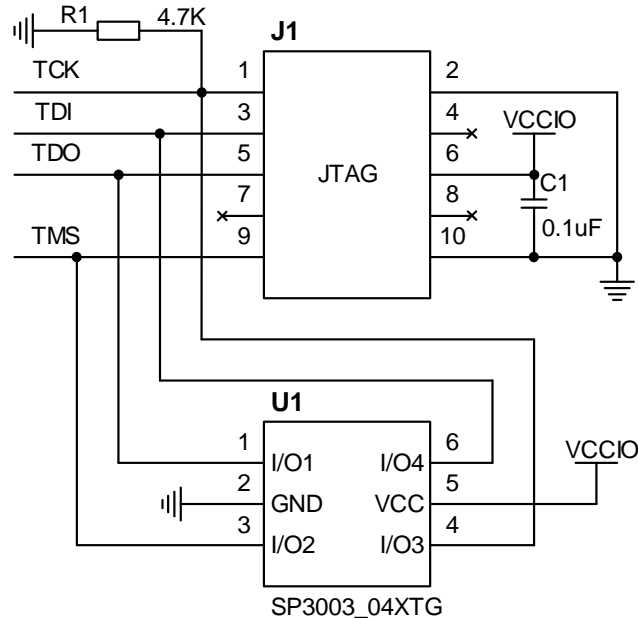 R1 4.7K
J1
TCK 1 2
TDI 3 4 VCCIO
TDO 5 6
JTAG C1
7 8
0.1uF
TMS 9 10
U1
1 6 VCCIO
I/O1 I/O4
2 5
GND VCC
3 4
I/O2 I/O3
SP3003_04XTG